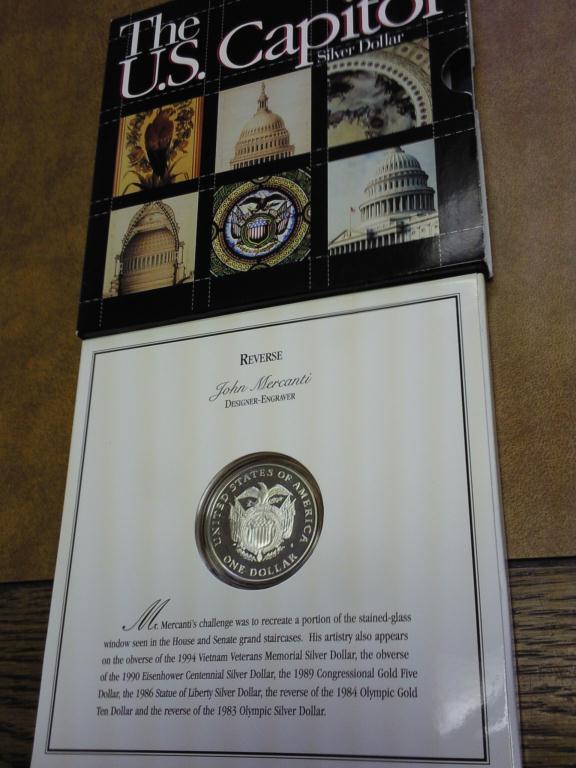 The
U.S. Capitol
Silver Dollar
REVERSE
John Mercanti
DESIGNER-ENGRAVER
UNITED STATES OF AMERICA
ONE DOLLAR
Mr. Mercanti's challenge was to recreate a portion of the stained-glass
window seen in the House and Senate grand staircases. His artistry also appears
on the obverse of the 1994 Vietnam Veterans Memorial Silver Dollar, the obverse
of the 1990 Eisenhower Centennial Silver Dollar, the 1989 Congressional Gold Five
Dollar, the 1986 Statue of Liberty Silver Dollar, the reverse of the 1984 Olympic Gold
Ten Dollar and the reverse of the 1983 Olympic Silver Dollar.